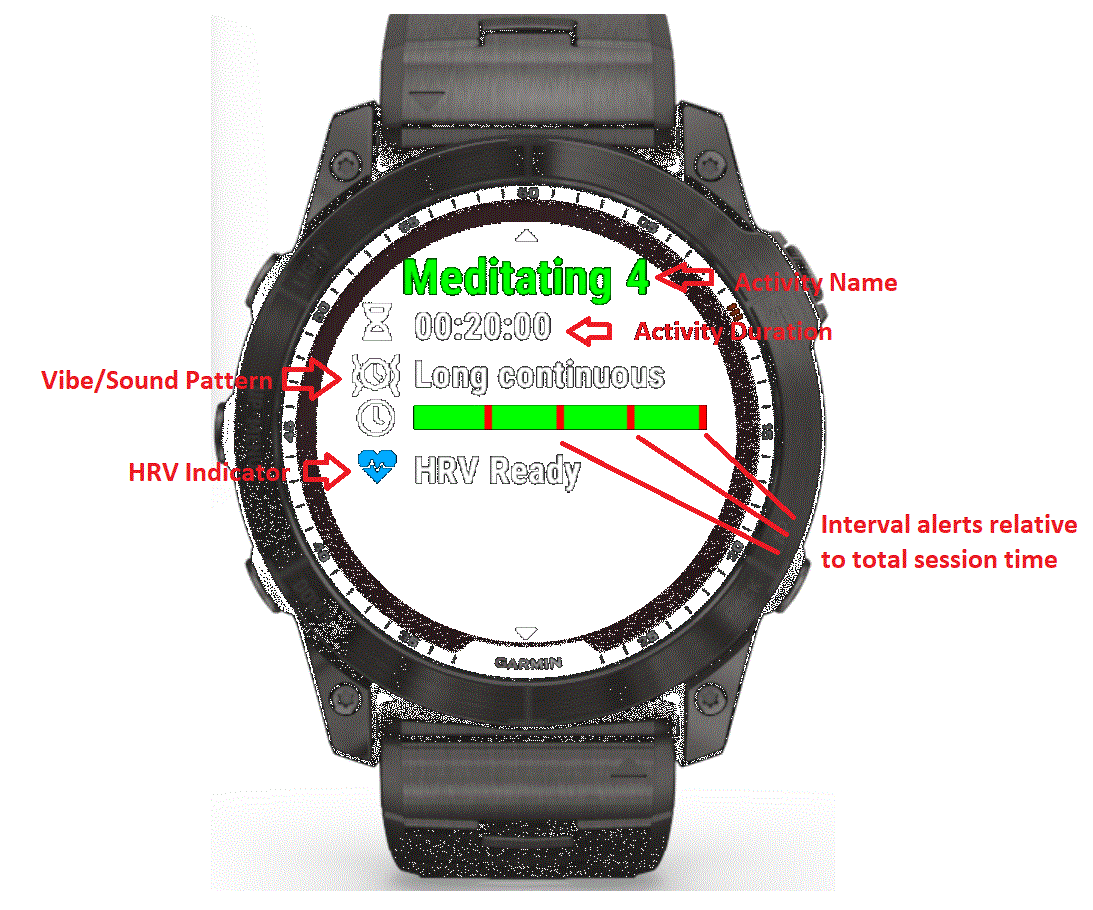 60
Meditating 4
Activity Name
00:20:00
Activity Duration
Vibe/Sound Pattern
Long continuous
HRV Indicator
HRV Ready
Interval alerts relative
to total session time
GARMIN